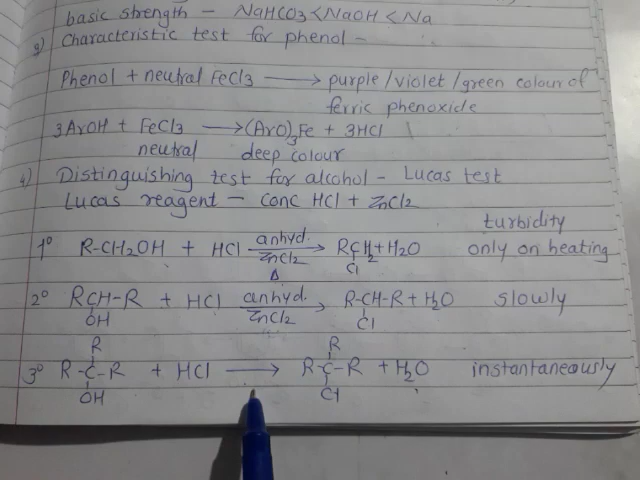 basic strength - NaHCO3 < NaOH < Na
3) Characteristic test for phenol -
Phenol + neutral FeCl3 ⟶ purple/violet/green colour of
ferric phenoxide
3ArOH + FeCl3 ⟶ (ArO)3Fe + 3HCl
neutral deep colour
4) Distinguishing test for alcohol - Lucas test
Lucas reagent - conc HCl + ZnCl2
turbidity
1° R-CH2OH + HCl anhyd. ⟶ RCH2 + H2O only on heating
ZnCl2 Cl
Δ
2° RCH-R + HCl anhyd. ⟶ R-CH-R + H2O slowly
OH ZnCl2 Cl
R R
3° R-C-R + HCl ⟶ R-C-R + H2O instantaneously
OH Cl